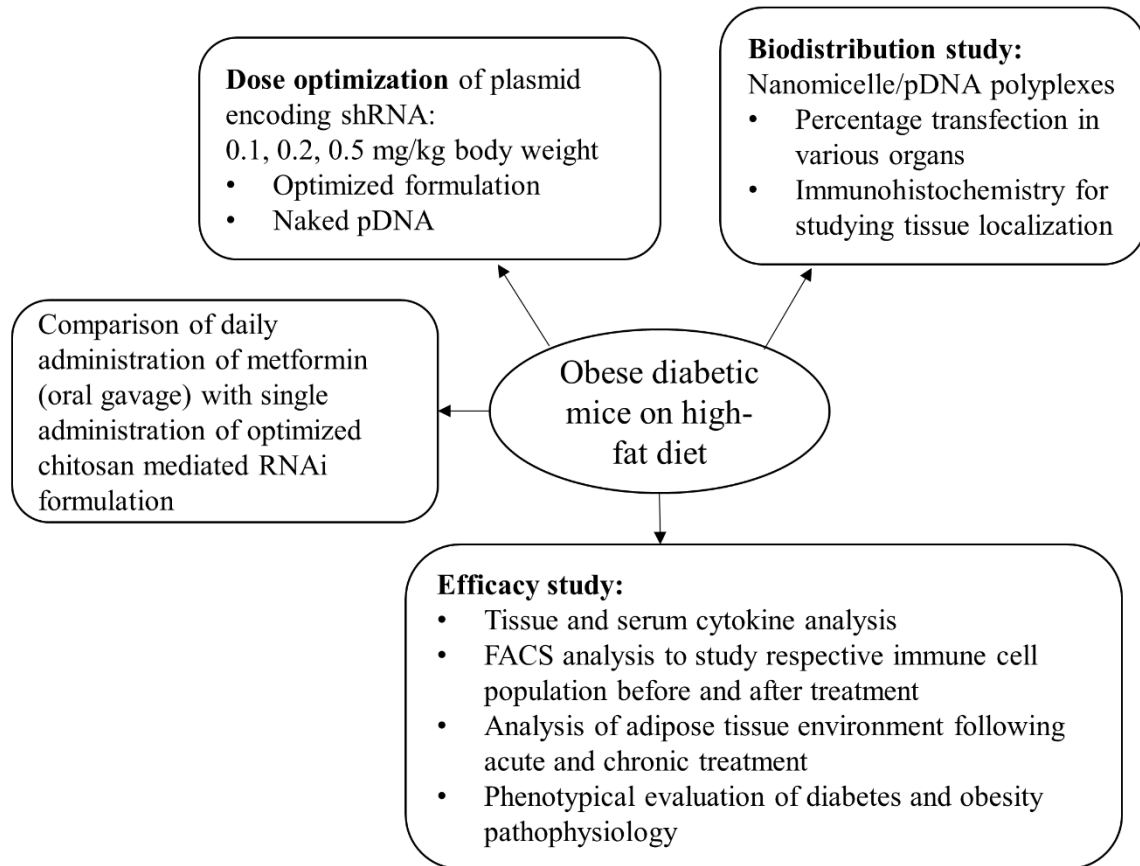 Dose optimization of plasmid
encoding shRNA:
0.1, 0.2, 0.5 mg/kg body weight
• Optimized formulation
• Naked pDNA
Biodistribution study:
Nanomicelle/pDNA polyplexes
• Percentage transfection in
various organs
• Immunohistochemistry for
studying tissue localization
Comparison of daily
administration of metformin
(oral gavage) with single
administration of optimized
chitosan mediated RNAi
formulation
Obese diabetic
mice on high-
fat diet
Efficacy study:
• Tissue and serum cytokine analysis
• FACS analysis to study respective immune cell
population before and after treatment
• Analysis of adipose tissue environment following
acute and chronic treatment
• Phenotypical evaluation of diabetes and obesity
pathophysiology